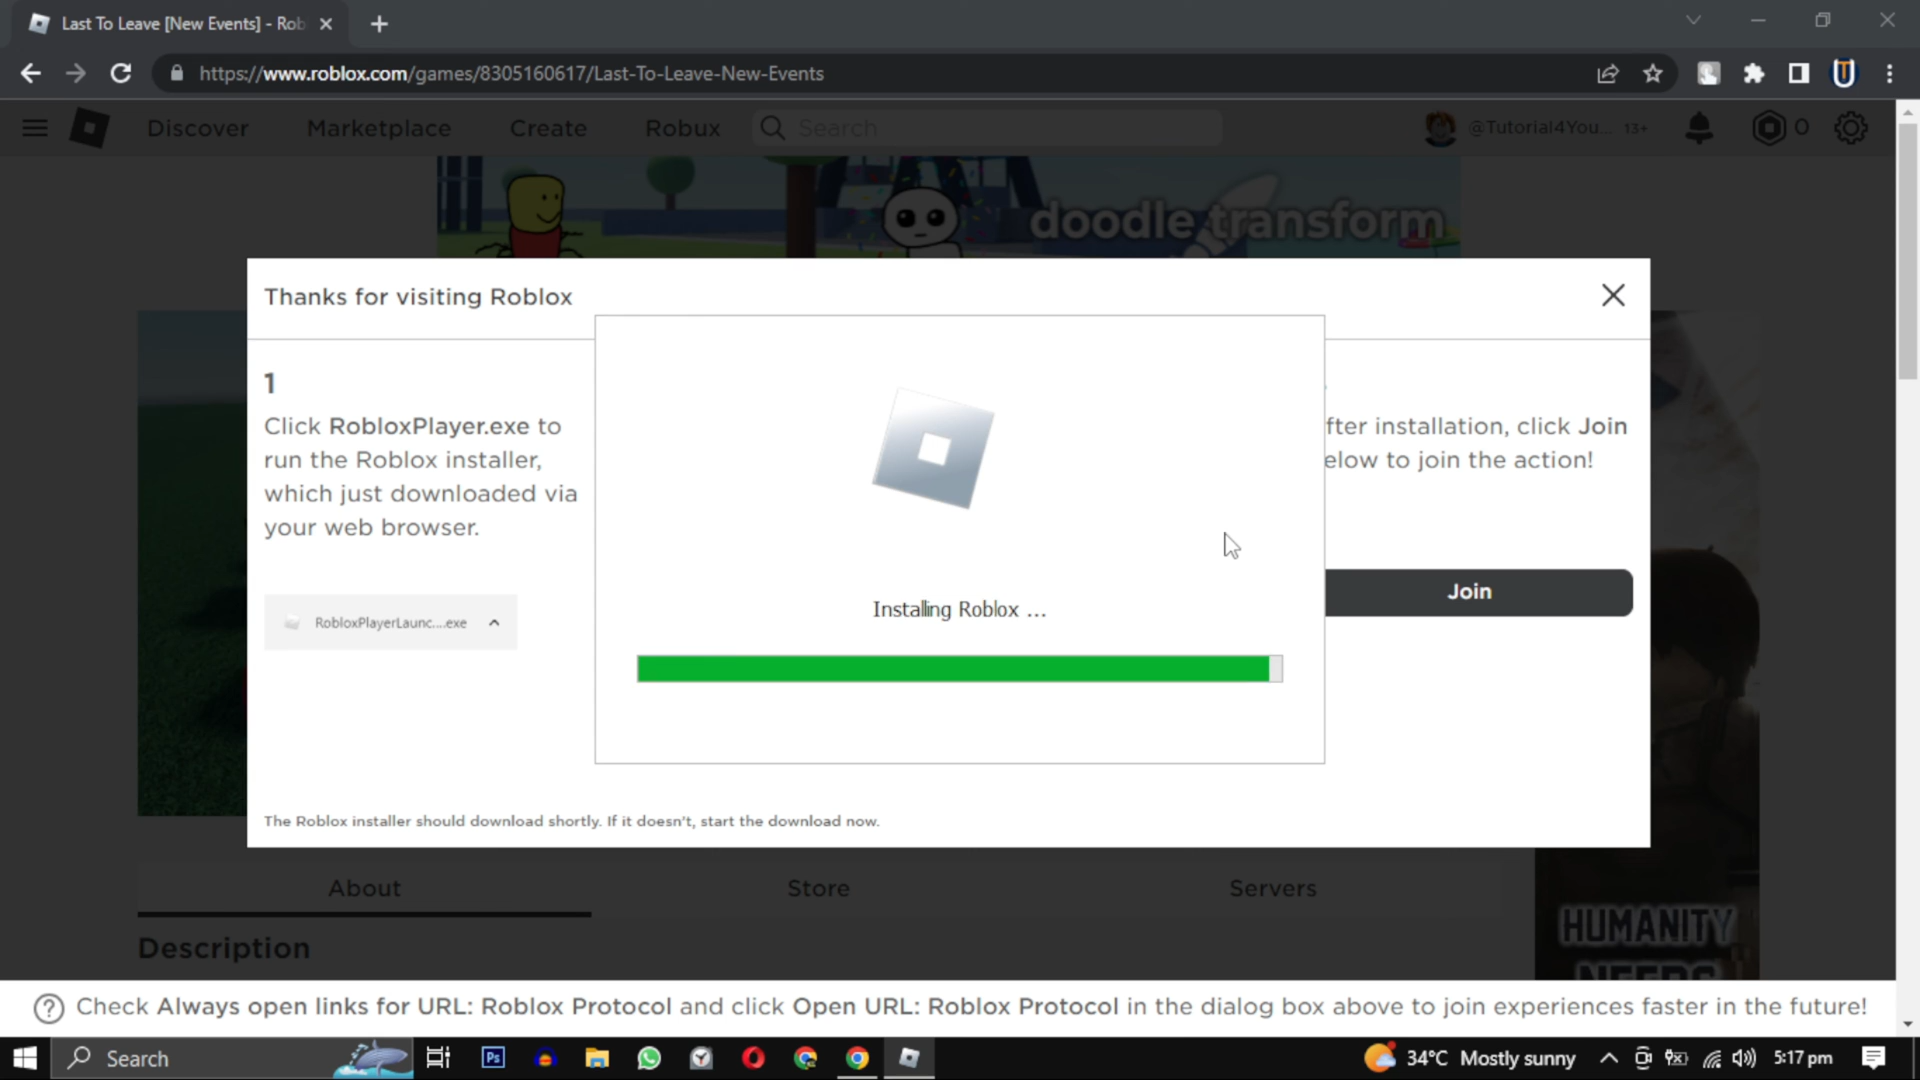 Last To Leave [New Events] - Rob
https://www.roblox.com/games/8305160617/Last-To-Leave-New-Events
Discover Marketplace Create Robux Search @Tutorial4You... 13+ 0
doodle transform
Thanks for visiting Roblox
1
Click RobloxPlayer.exe to
run the Roblox installer,
which just downloaded via
your web browser.
RobloxPlayerLaunc....exe
Installing Roblox ...
fter installation, click Join
elow to join the action!
Join
The Roblox installer should download shortly. If it doesn't, start the download now.
About Store Servers
Description
HUMANITY
NEEDS
Check Always open links for URL: Roblox Protocol and click Open URL: Roblox Protocol in the dialog box above to join experiences faster in the future!
Search Ps 34°C Mostly sunny 5:17 pm